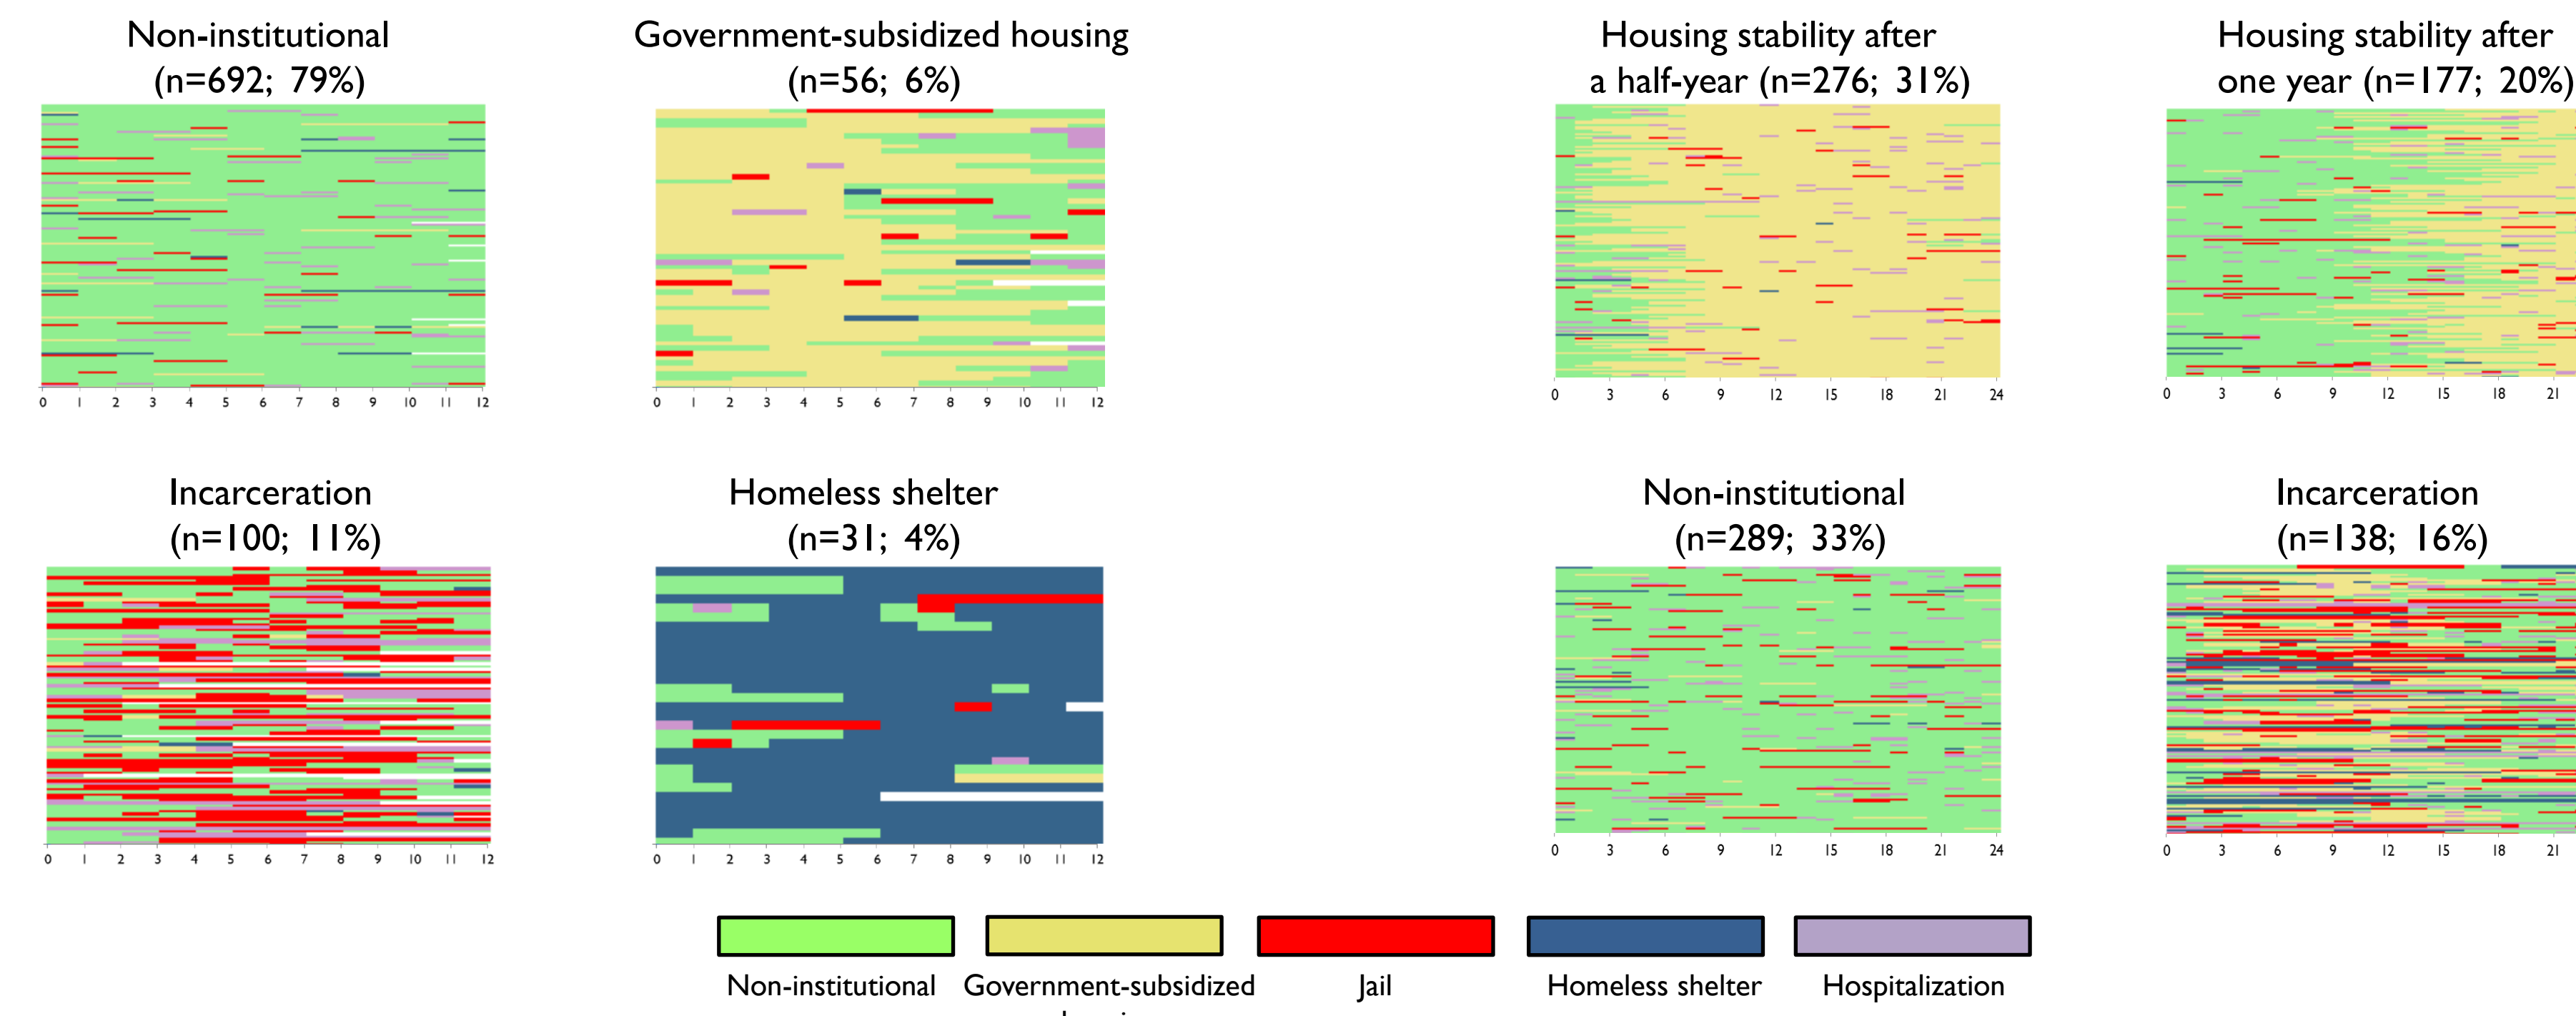 Non-institutional
(n=692; 79%)
Government-subsidized housing
(n=56; 6%)
Housing stability after
a half-year (n=276; 31%)
Housing stability after
one year (n=177; 20%)
0 1 2 3 4 5 6 7 8 9 10 11 12
0 1 2 3 4 5 6 7 8 9 10 11 12
0 3 6 9 12 15 18 21 24
0 3 6 9 12 15 18 21
Incarceration
(n=100; 11%)
Homeless shelter
(n=31; 4%)
Non-institutional
(n=289; 33%)
Incarceration
(n=138; 16%)
0 1 2 3 4 5 6 7 8 9 10 11 12
0 1 2 3 4 5 6 7 8 9 10 11 12
0 3 6 9 12 15 18 21 24
0 3 6 9 12 15 18 21
Non-institutional
Government-subsidized
Jail
Homeless shelter
Hospitalization